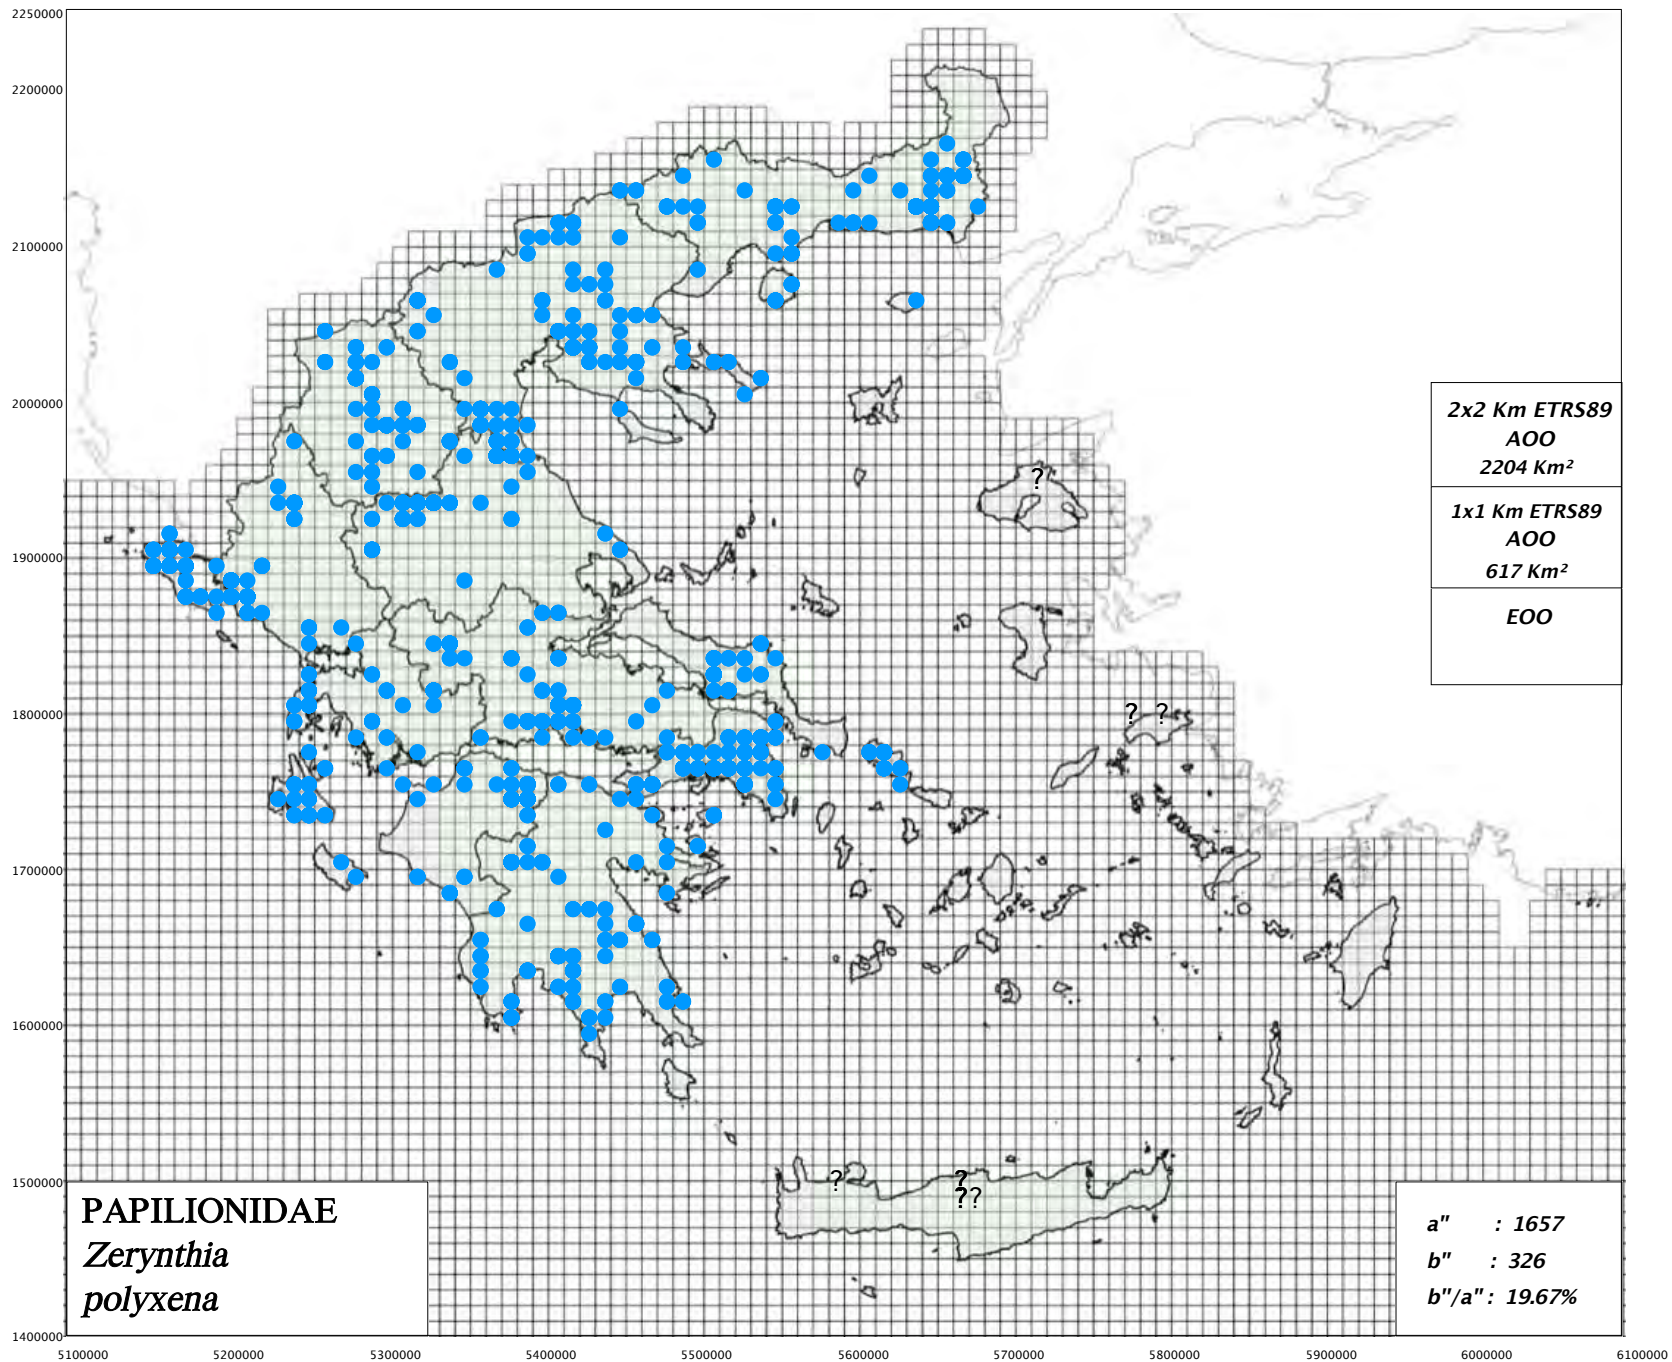 2250000
2200000
2100000
2000000
1900000
1800000
1700000
1600000
1500000
1400000
2x2 Km ETRS89
AOO
2204 Km²
1x1 Km ETRS89
AOO
617 Km²
EOO
?
? ?
? ?
??
PAPILIONIDAE
Zerynthia
polyxena
a" : 1657
b" : 326
b"/a" : 19.67%
5100000 5200000 5300000 5400000 5500000 5600000 5700000 5800000 5900000 6000000 6100000